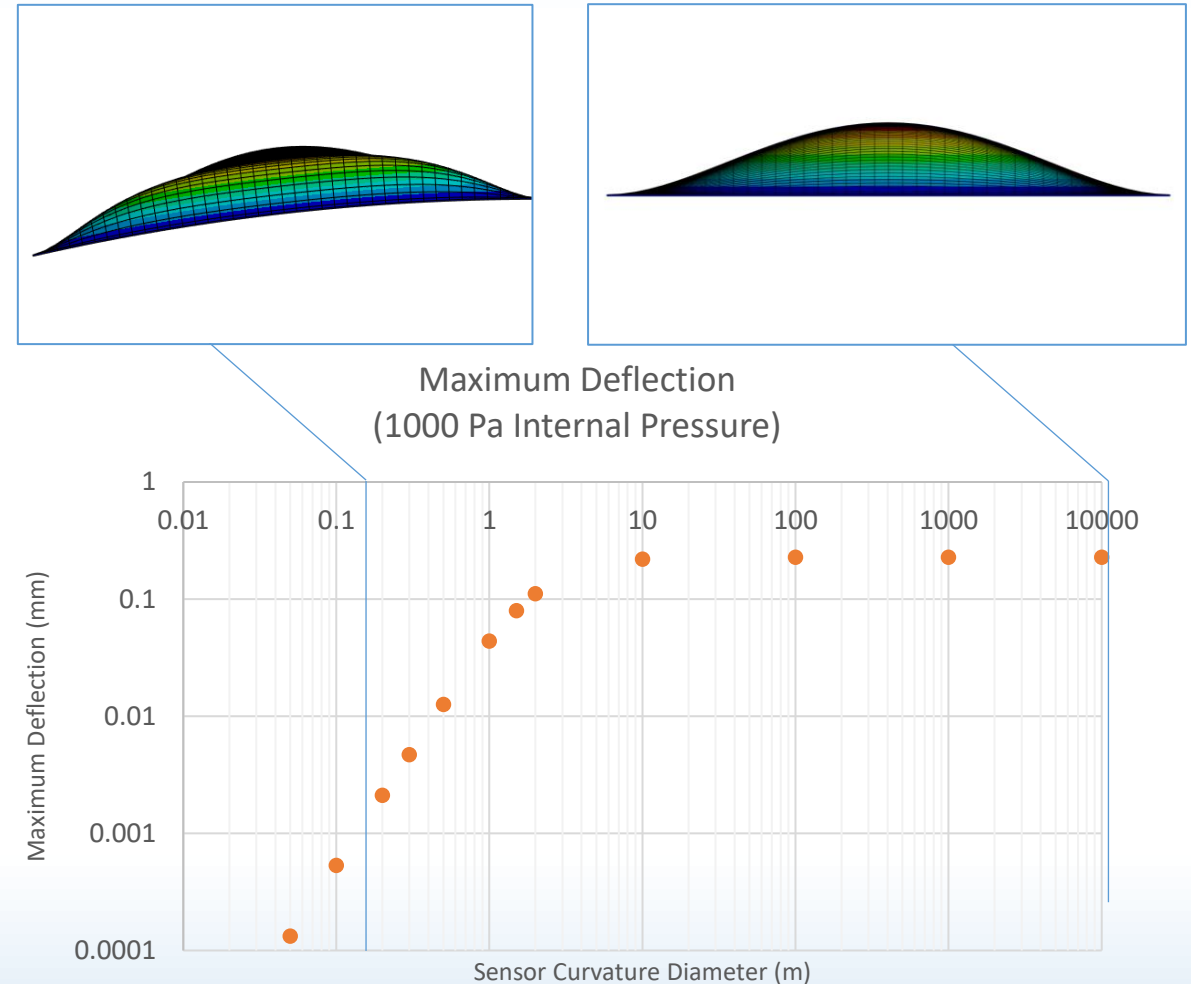 Maximum Deflection
(1000 Pa Internal Pressure)
Maximum Deflection (mm)
1
0.1
0.01
0.001
0.0001
0.01 0.1 1 10 100 1000 10000
Sensor Curvature Diameter (m)